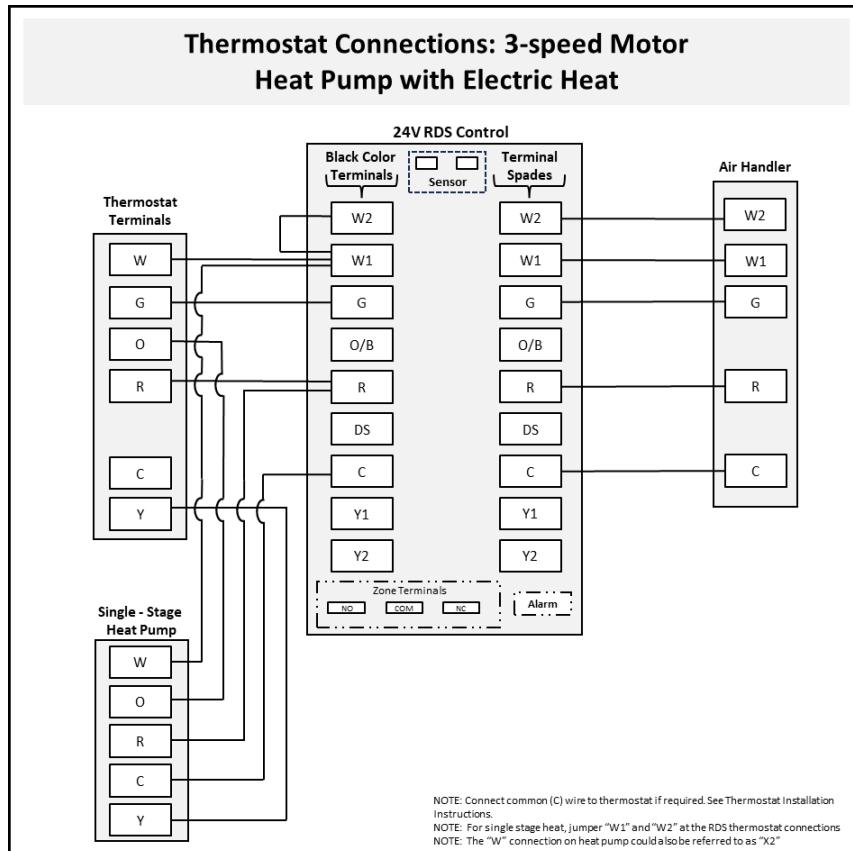 Thermostat Connections: 3-speed Motor
Heat Pump with Electric Heat
24V RDS Control
Black Color
Terminals
Sensor
Terminal
Spades
Air Handler
Thermostat
Terminals
W
G
O
R
C
Y
W2
W1
G
O/B
R
DS
C
Y1
Y2
W2
W1
G
O/B
R
DS
C
Y1
Y2
W2
W1
G
R
C
Zone Terminals
NO
COM
NC
Alarm
Single - Stage
Heat Pump
W
O
R
C
Y
NOTE: Connect common (C) wire to thermostat if required. See Thermostat Installation
Instructions.
NOTE: For single stage heat, jumper “W1” and “W2” at the RDS thermostat connections
NOTE: The “W” connection on heat pump could also be referred to as “X2”